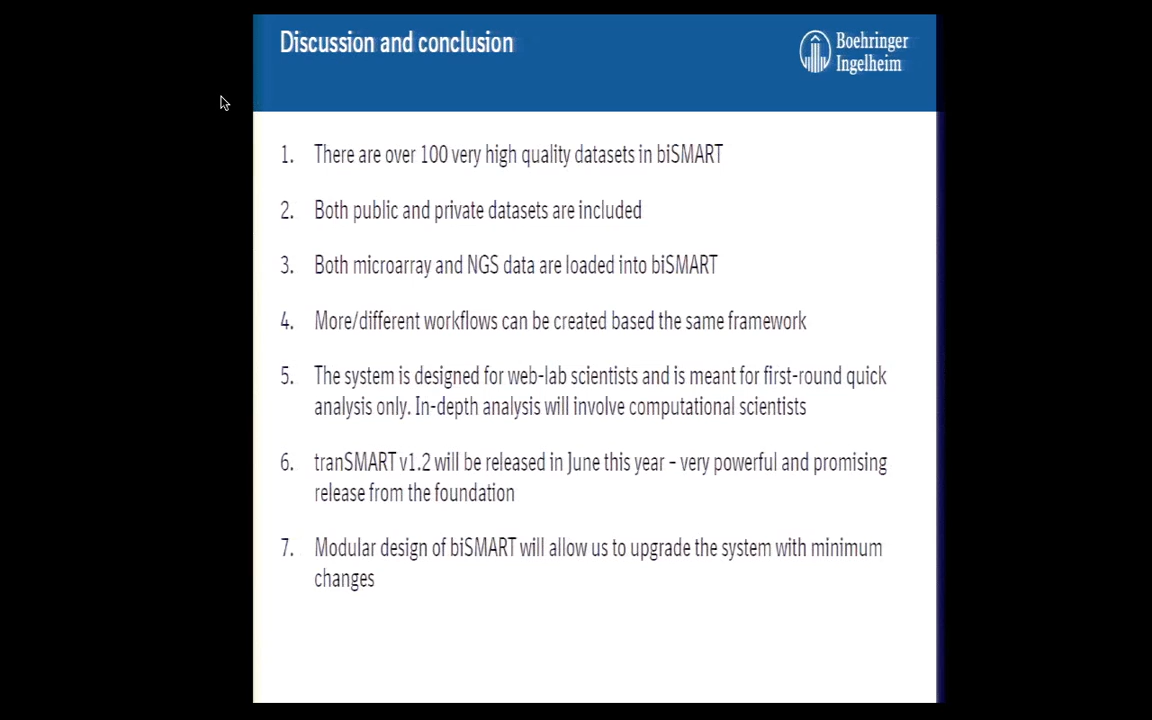 Discussion and conclusion
Boehringer
Ingelheim
1. There are over 100 very high quality datasets in biSMART
2. Both public and private datasets are included
3. Both microarray and NGS data are loaded into biSMART
4. More/different workflows can be created based the same framework
5. The system is designed for web-lab scientists and is meant for first-round quick
analysis only. In-depth analysis will involve computational scientists
6. tranSMART v1.2 will be released in June this year – very powerful and promising
release from the foundation
7. Modular design of biSMART will allow us to upgrade the system with minimum
changes